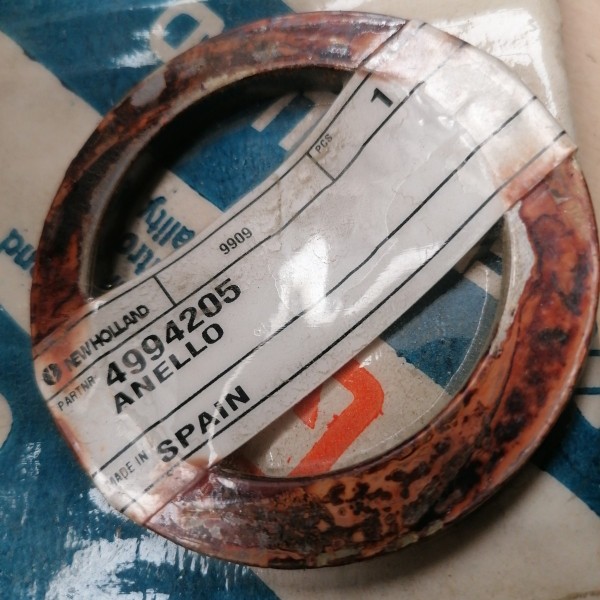 PCS. 1
9909
NEW HOLLAND
PARTNR 4994205
ANELLO
MADE IN SPAIN